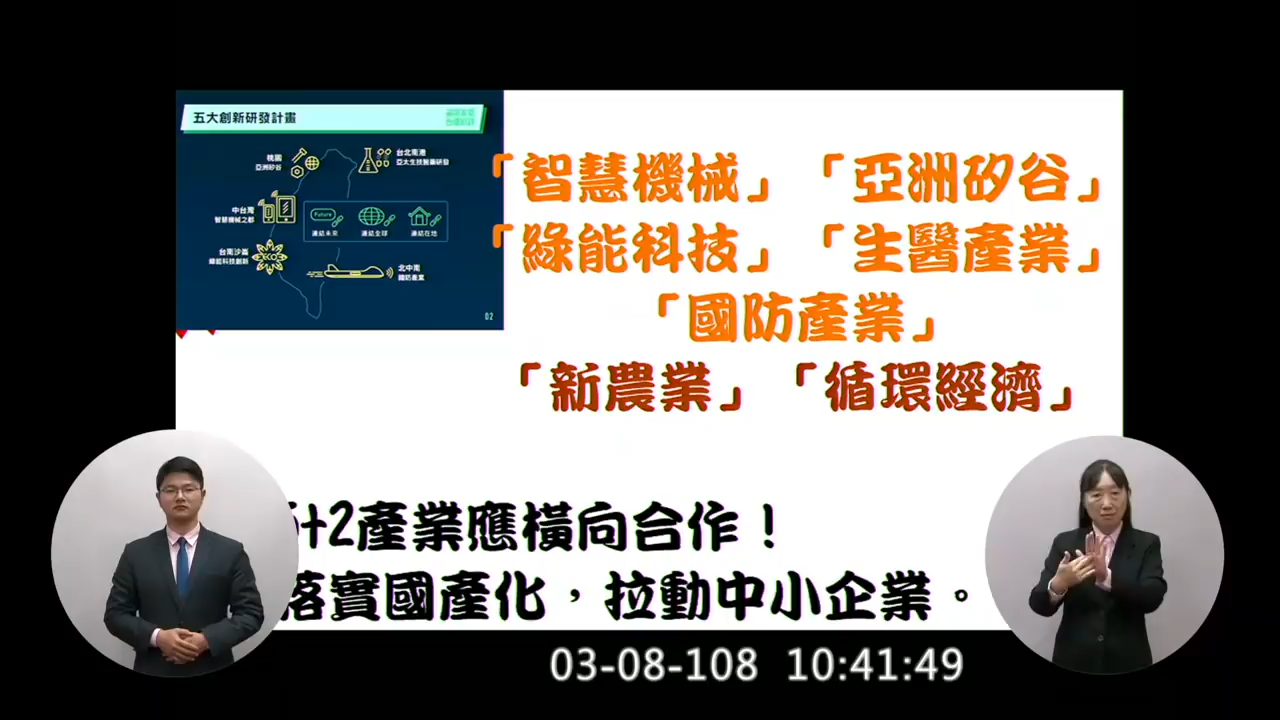 五大創新研發計畫
桃園
亞洲矽谷
台北南港
亞太生技醫藥研發
中台灣
智慧機械之都
Future
連結未來
連結全球
連結在地
台南沙崙
綠能科技創新
北中南
國防產業
02
「智慧機械」「亞洲矽谷」
「綠能科技」「生醫產業」
「國防產業」
「新農業」「循環經濟」
5+2產業應橫向合作！
落實國產化，拉動中小企業。
03-08-108 10:41:49